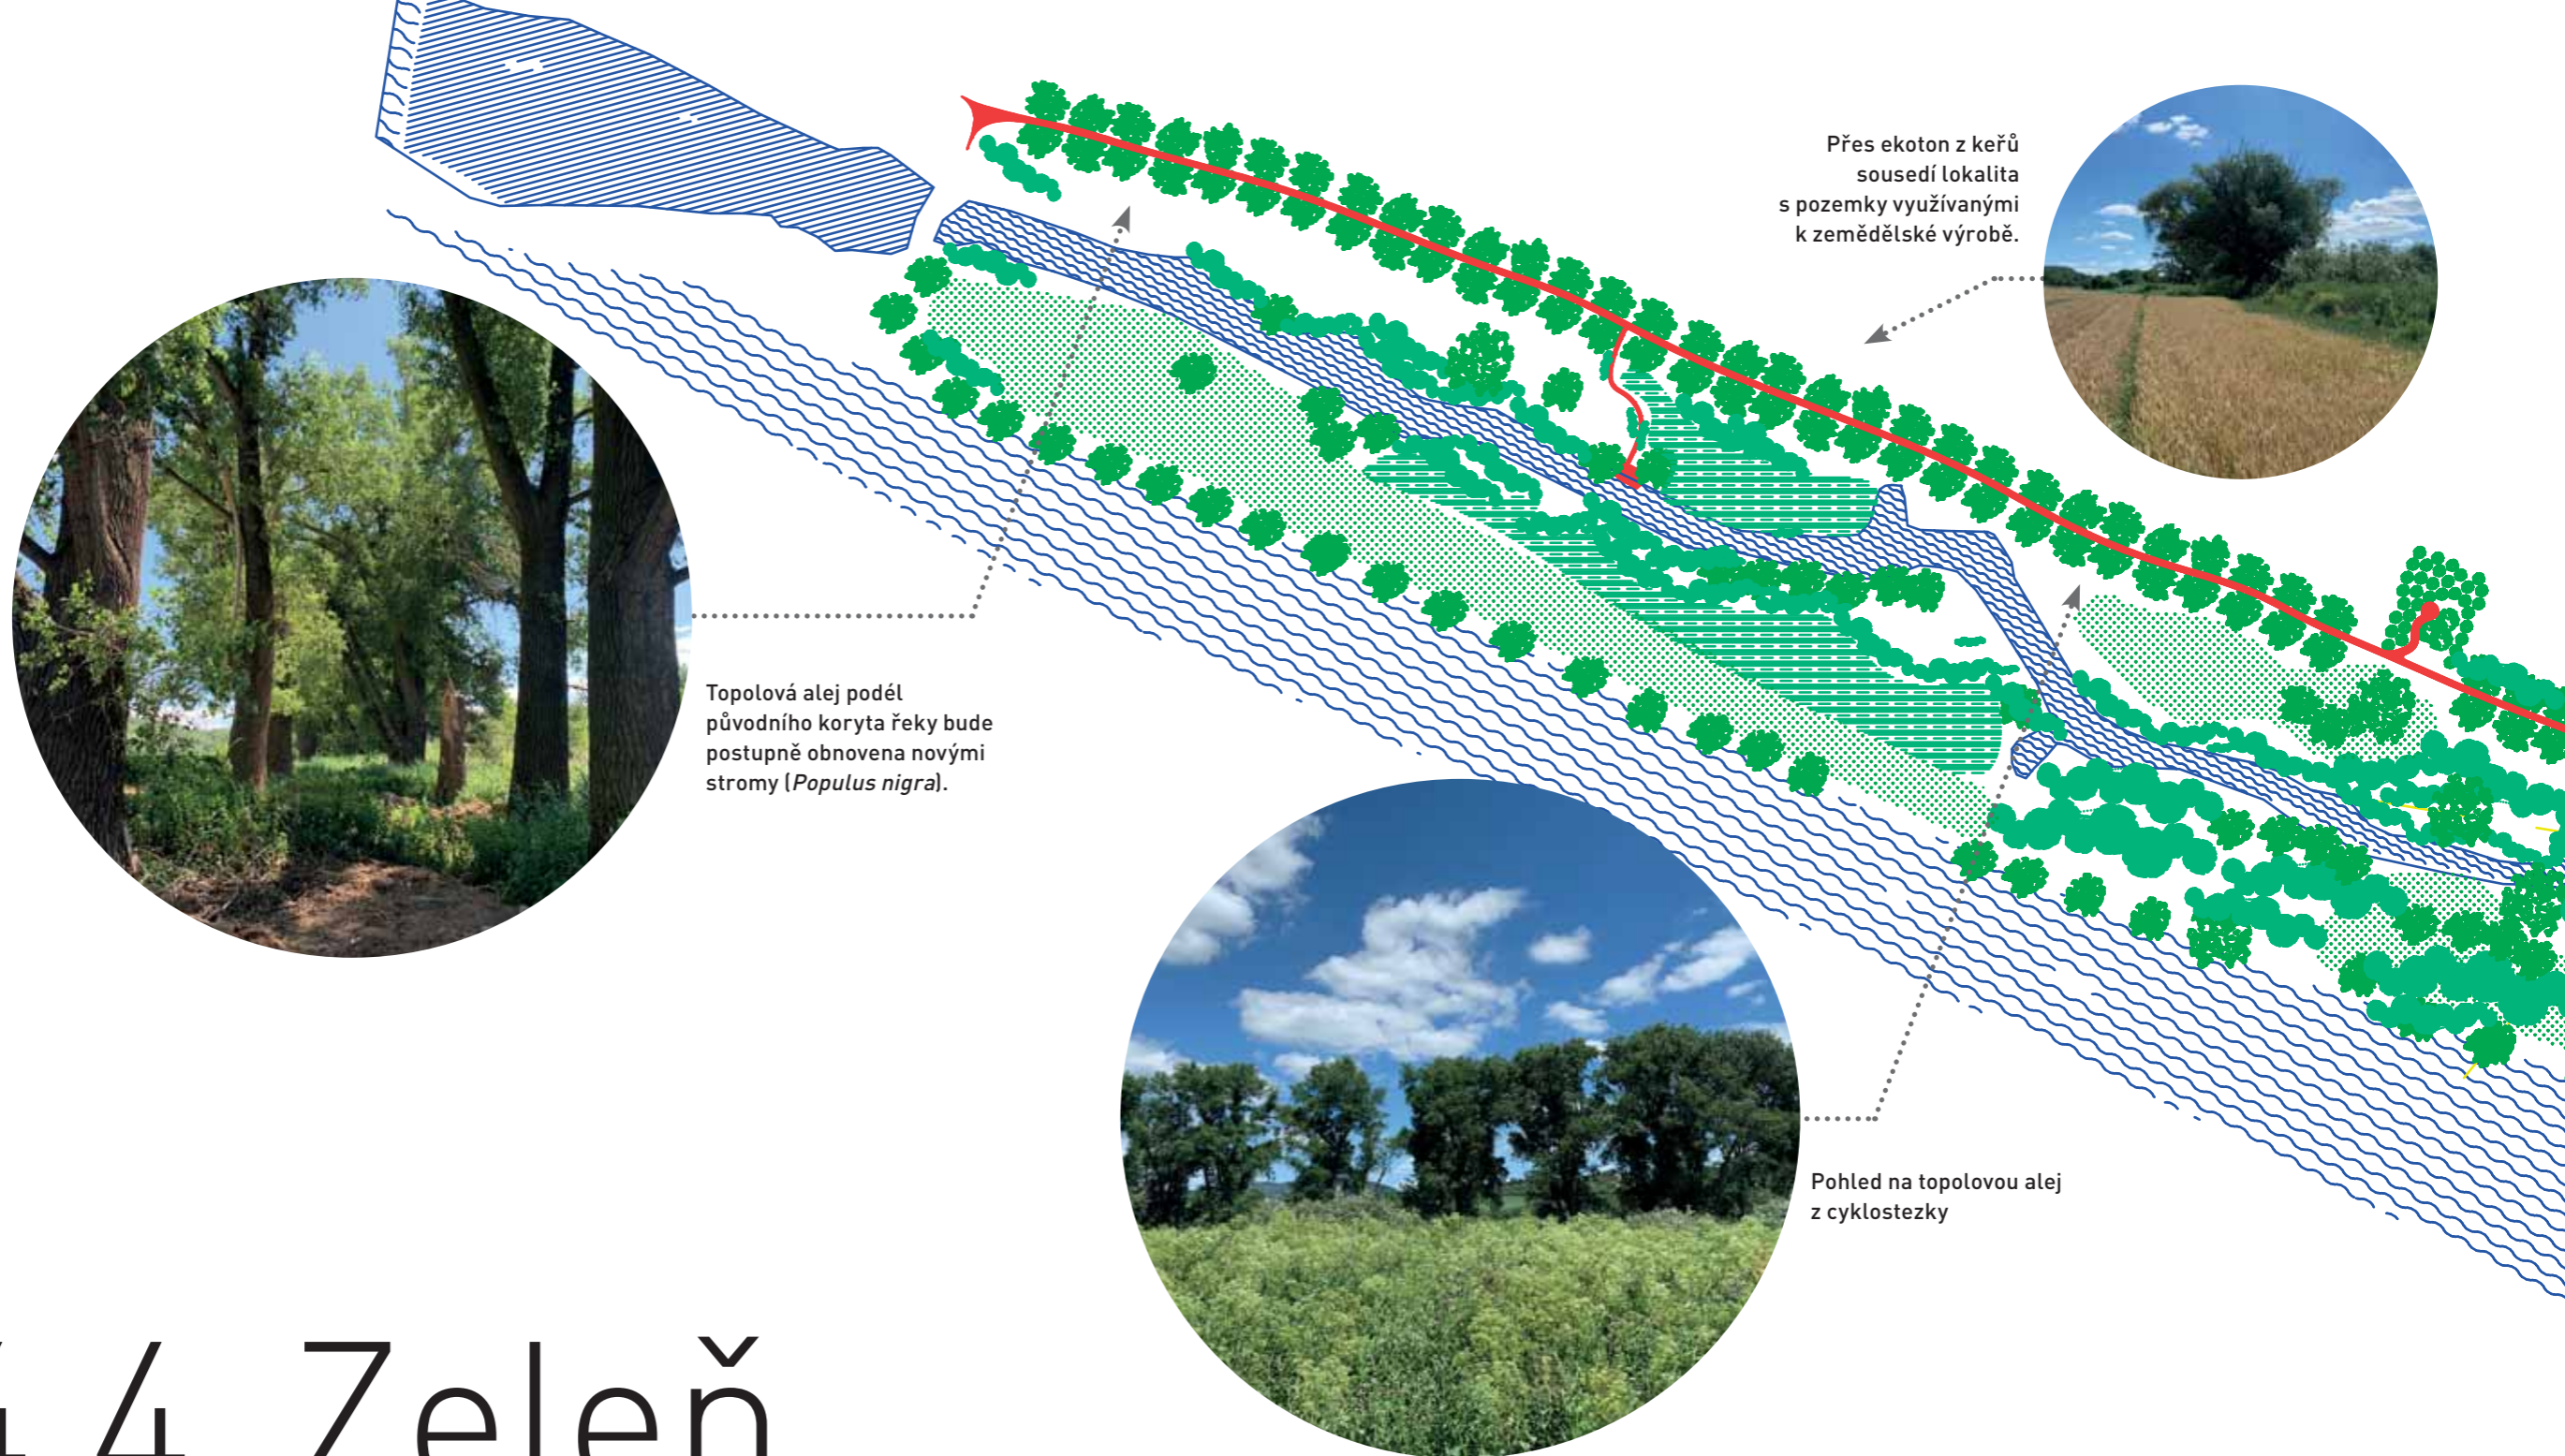 Přes ekoton z keřů
sousedí lokalita
s pozemky využívanými
k zemědělské výrobě.
Topolová alej podél
původního koryta řeky bude
postupně obnovena novými
stromy (Populus nigra).
Pohled na topolovou alej
z cyklostezky
4 Zeleň